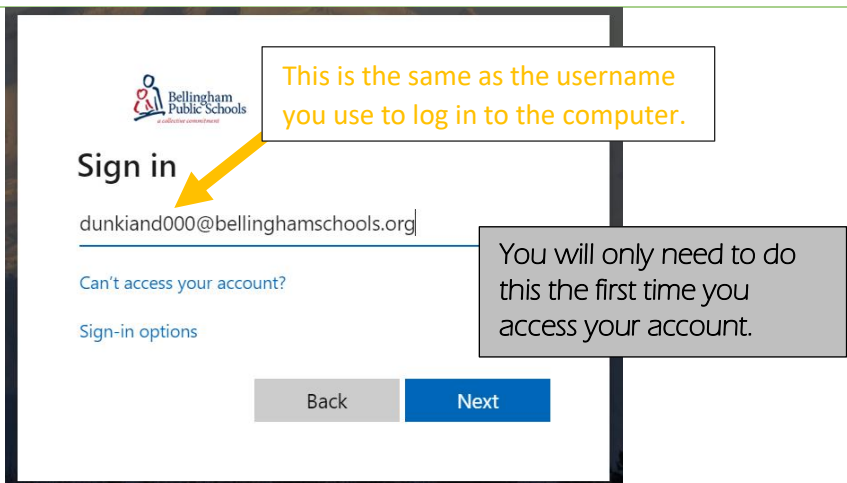 Bellingham
Public Schools
a collective commitment
This is the same as the username
you use to log in to the computer.
Sign in
dunkiand000@bellinghamschools.org
You will only need to do
this the first time you
access your account.
Can't access your account?
Sign-in options
Back
Next